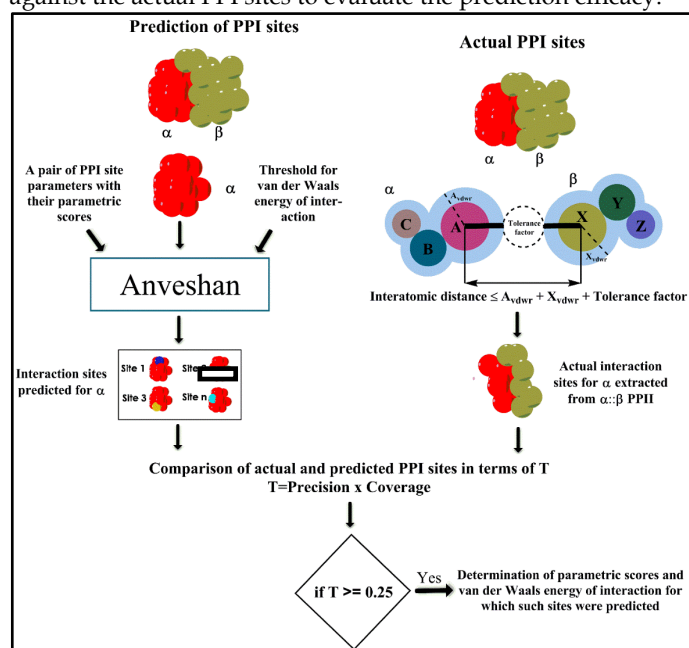 against the actual PPI sites to evaluate the prediction efficacy.
Prediction of PPI sites
α
β
A pair of PPI site
parameters with
their parametric
scores
α
Threshold for
van der Waals
energy of inter-
action
Anveshan
Interaction sites
predicted for α
Site 1
Site 3
Site n
Actual PPI sites
α
β
α
β
A
B
C
X
Y
Z
A vdwr
X vdwr
Tolerance
factor
Interatomic distance ≤ A vdwr + X vdwr + Tolerance factor
Actual interaction
sites for α extracted
from α::β PPII
Comparison of actual and predicted PPI sites in terms of T
T=Precision x Coverage
if T >= 0.25
Yes
Determination of parametric scores and
van der Waals energy of interaction for
which such sites were predicted